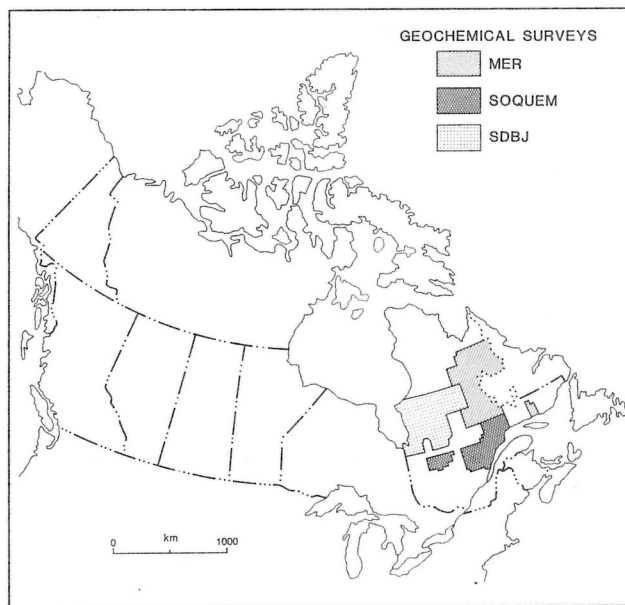 GEOCHEMICAL SURVEYS
MER
SOQUEM
SDBJ
km
0 1000